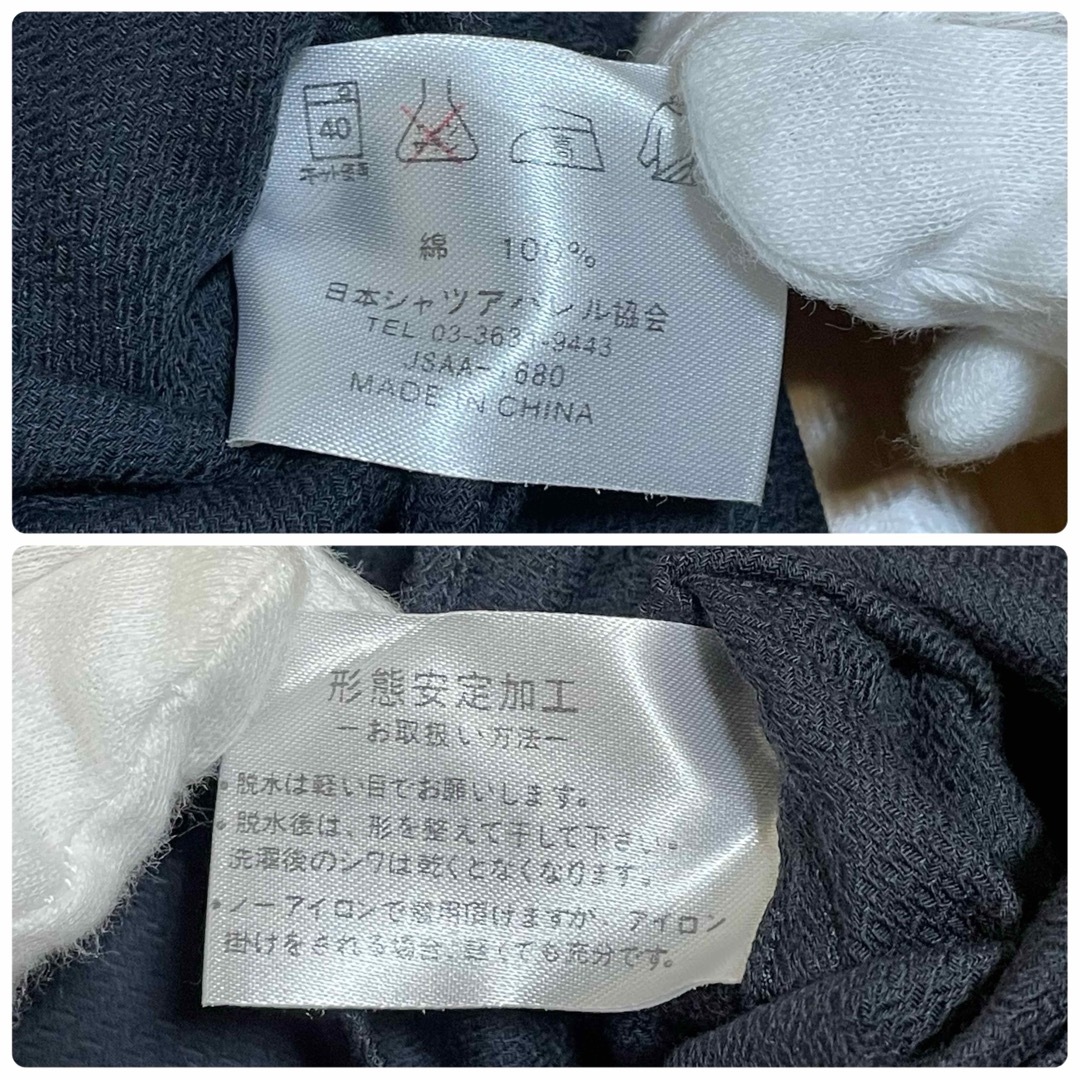 40
ネット使用
綿 100%
日本シャツアパレル協会
TEL 03-363 -9443
JSAA- 680
MADE IN CHINA
形態安定加工
ーお取扱い方法ー
・脱水は軽い目でお願いします。
・脱水後は、形を整えて干して下さい。
洗濯後のシワは乾くとなくなります。
・ノーアイロンで着用頂けますが、アイロン
掛けをされる場合、軽くても充分です。